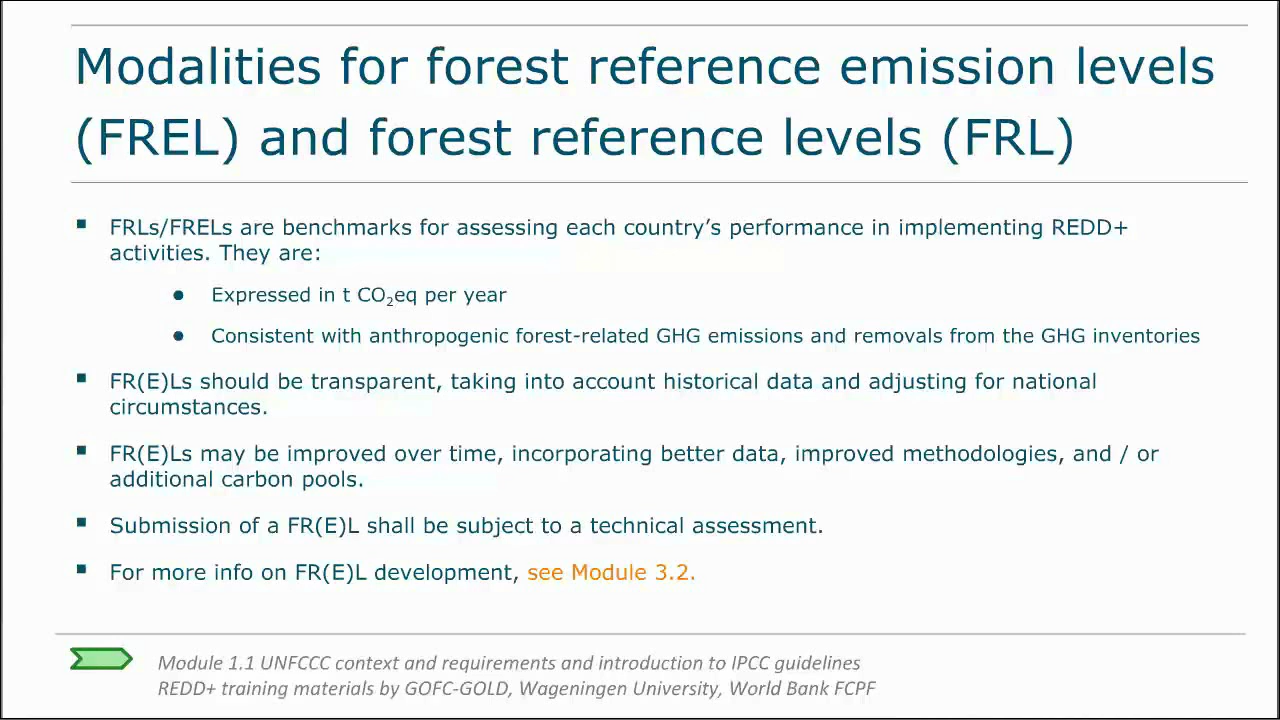 Modalities for forest reference emission levels
(FREL) and forest reference levels (FRL)
▪ FRLs/FRELs are benchmarks for assessing each country’s performance in implementing REDD+
activities. They are:
● Expressed in t CO₂eq per year
● Consistent with anthropogenic forest-related GHG emissions and removals from the GHG inventories
▪ FR(E)Ls should be transparent, taking into account historical data and adjusting for national
circumstances.
▪ FR(E)Ls may be improved over time, incorporating better data, improved methodologies, and / or
additional carbon pools.
▪ Submission of a FR(E)L shall be subject to a technical assessment.
▪ For more info on FR(E)L development, see Module 3.2.
Module 1.1 UNFCCC context and requirements and introduction to IPCC guidelines
REDD+ training materials by GOFC-GOLD, Wageningen University, World Bank FCPF